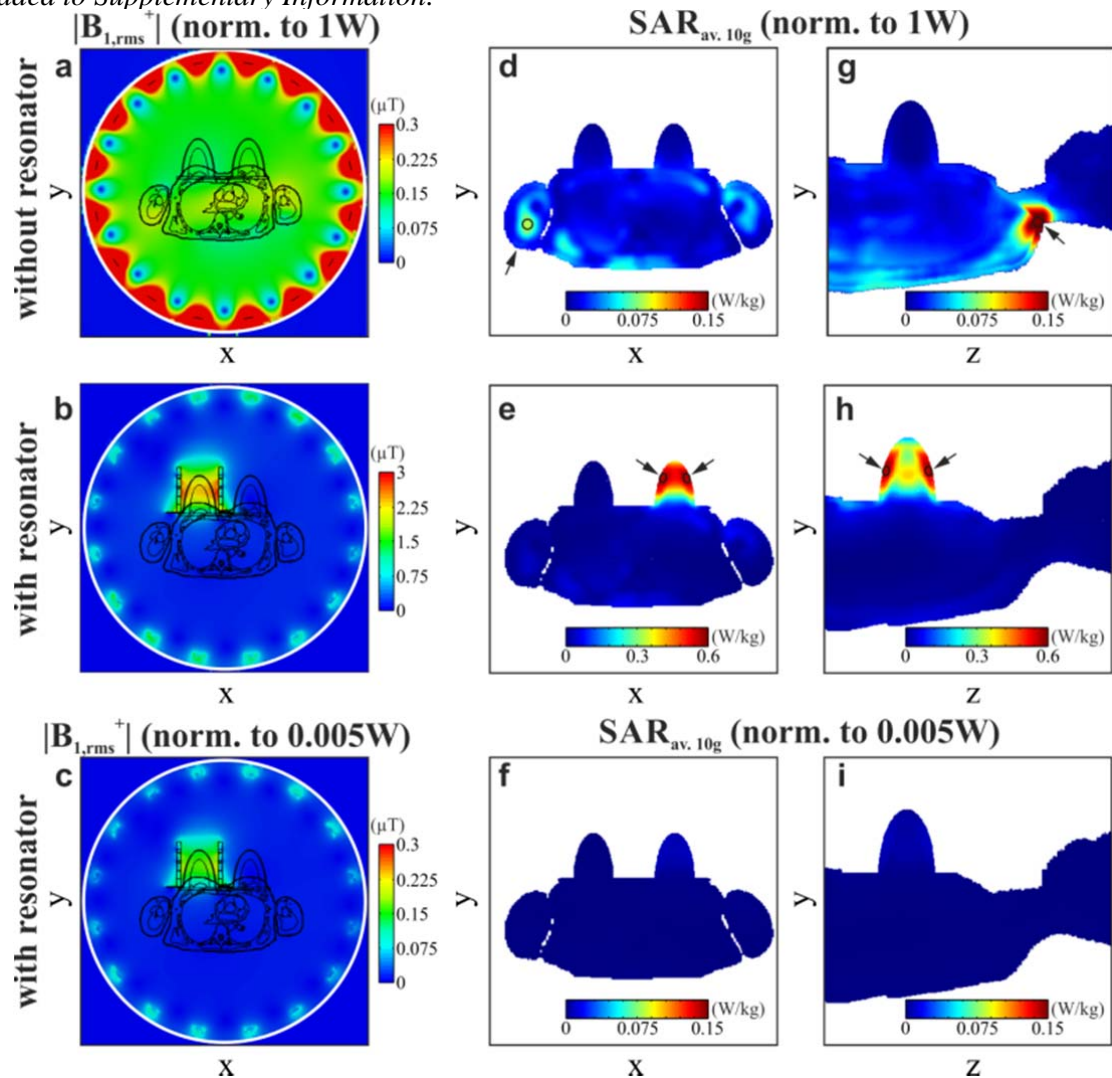 added to Supplementary Information.
|B1,rms+| (norm. to 1W)
SARav. 10g (norm. to 1W)
without resonator
a
(μT)
0.3
0.225
0.15
0.075
0
y
x
d
(W/kg)
0 0.075 0.15
y
x
g
(W/kg)
0 0.075 0.15
y
z
with resonator
b
(μT)
3
2.25
1.5
0.75
0
y
x
e
(W/kg)
0 0.3 0.6
y
x
h
(W/kg)
0 0.3 0.6
y
z
|B1,rms+| (norm. to 0.005W)
SARav. 10g (norm. to 0.005W)
with resonator
c
(μT)
0.3
0.225
0.15
0.075
0
y
x
f
(W/kg)
0 0.075 0.15
y
x
i
(W/kg)
0 0.075 0.15
y
z